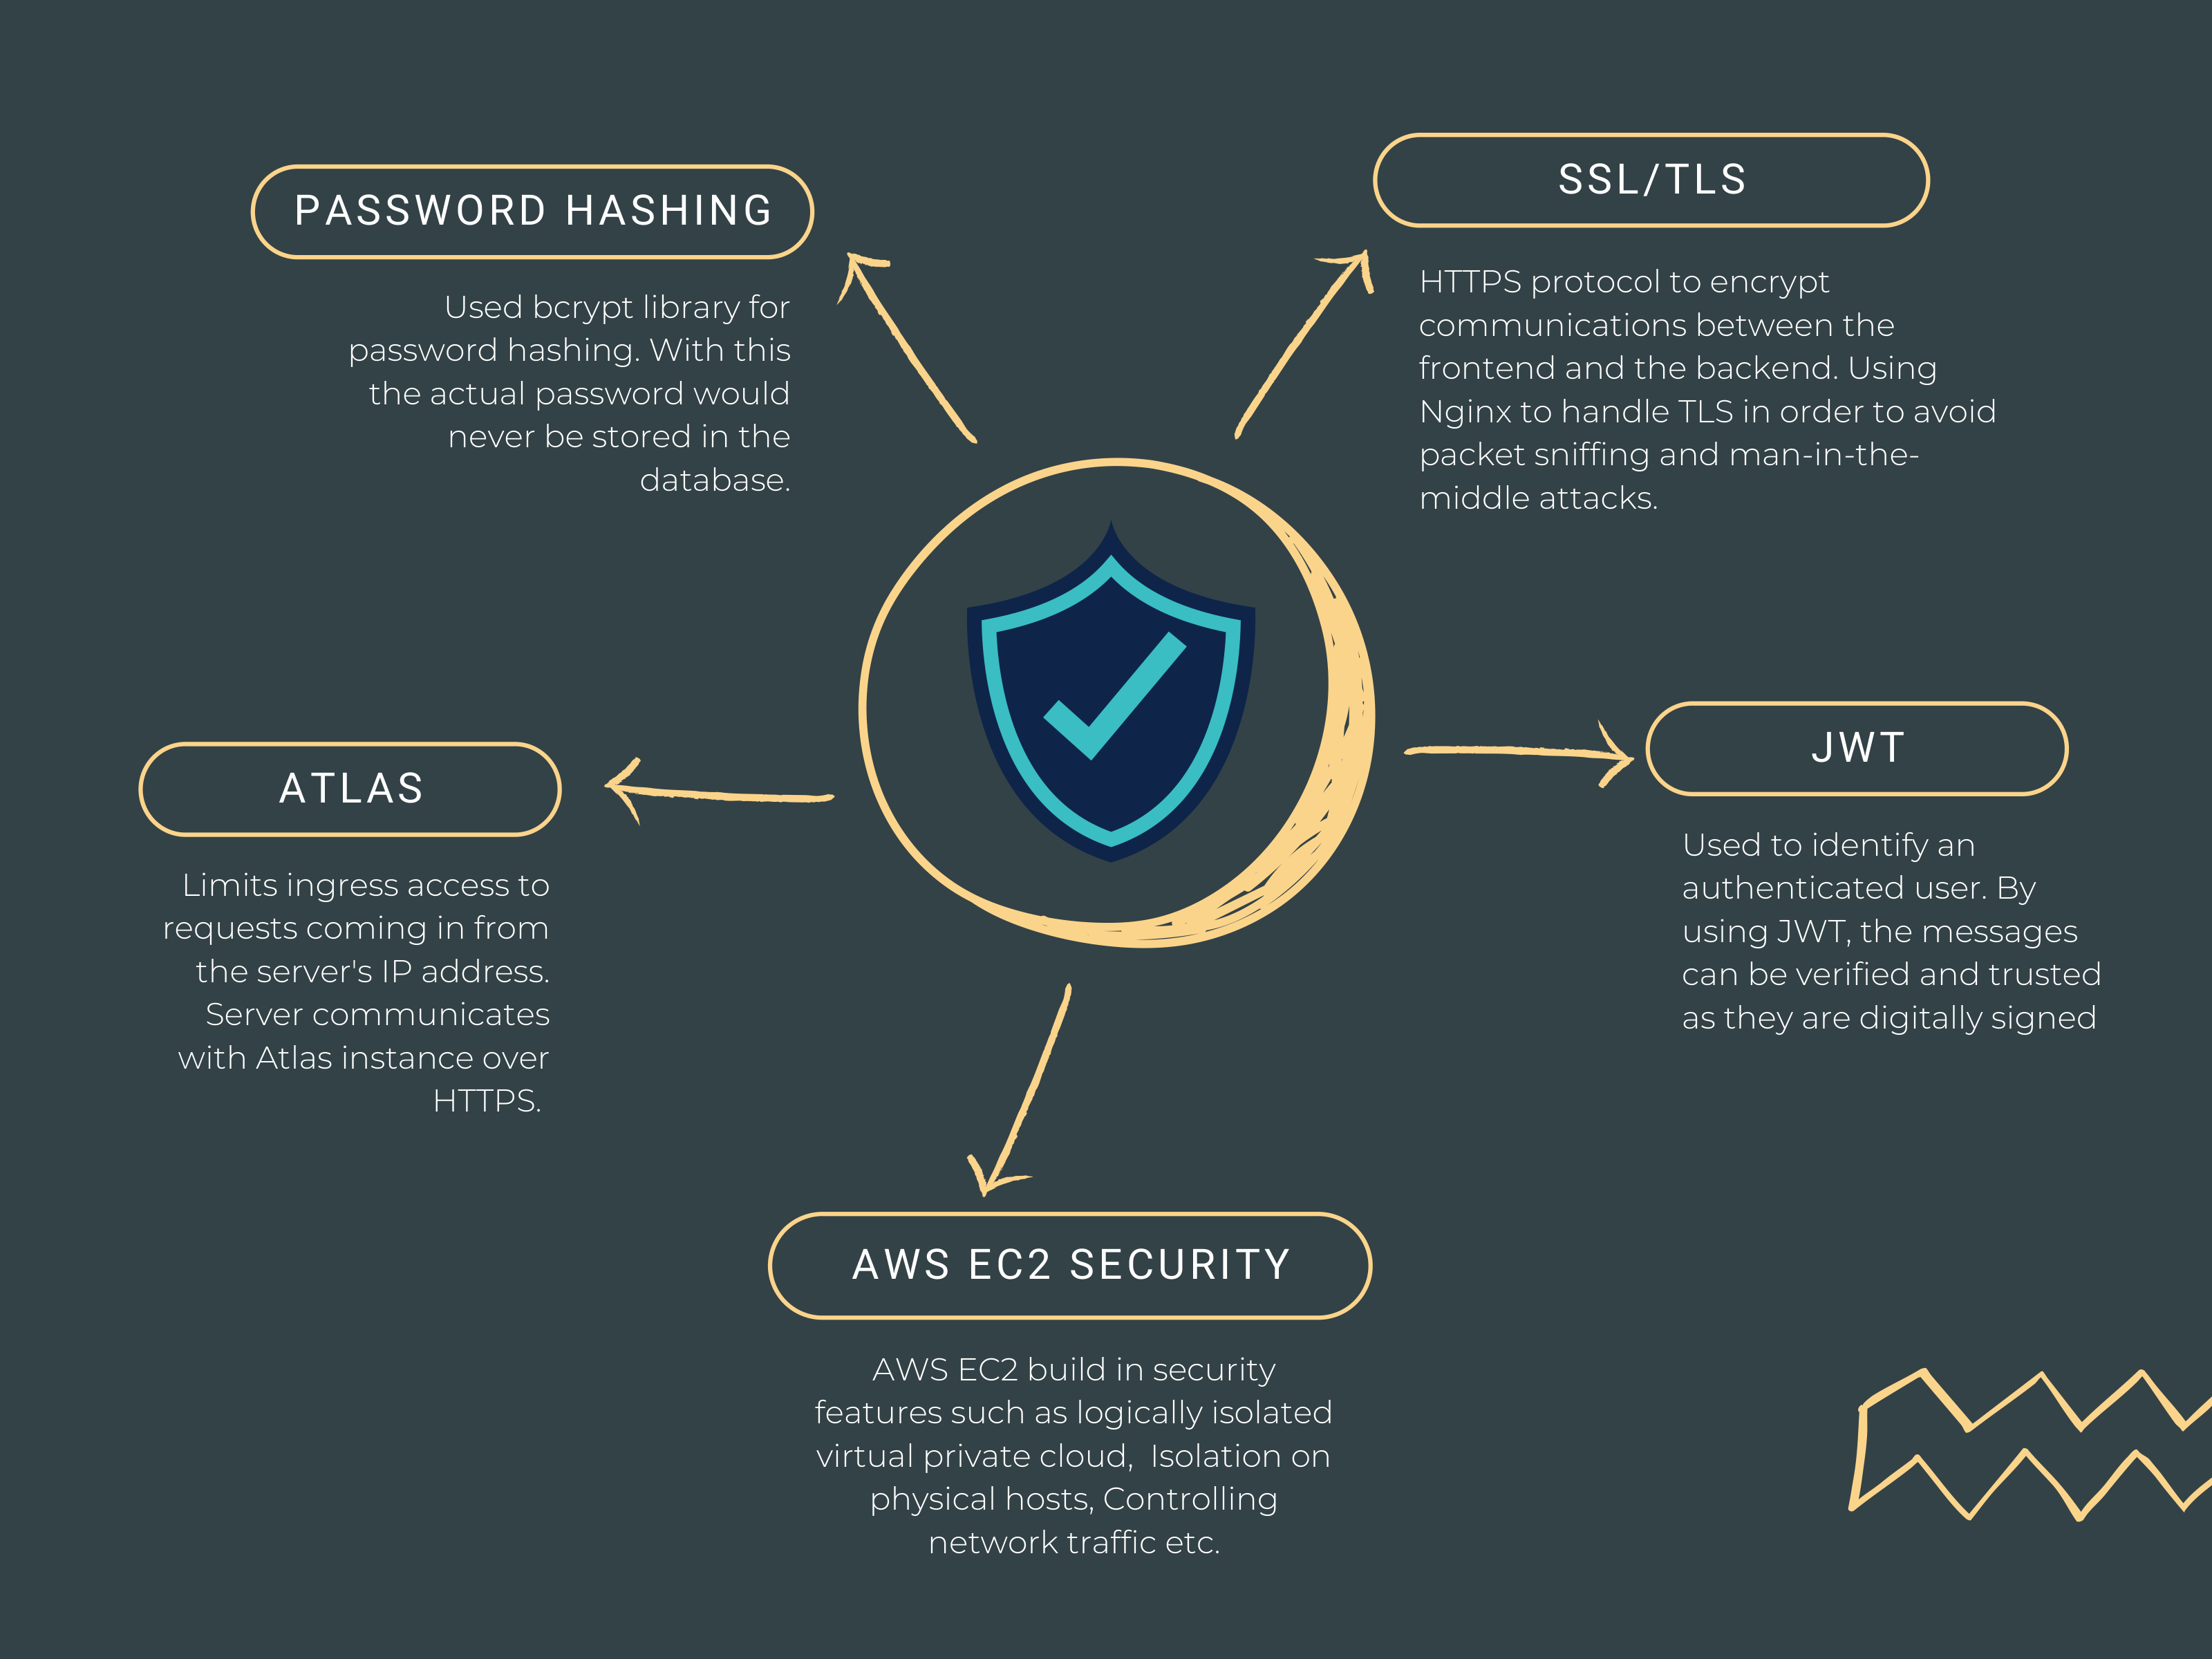 PASSWORD HASHING
Used bcrypt library for
password hashing. With this
the actual password would
never be stored in the
database.
SSL/TLS
HTTPS protocol to encrypt
communications between the
frontend and the backend. Using
Nginx to handle TLS in order to avoid
packet sniffing and man-in-the-
middle attacks.
ATLAS
Limits ingress access to
requests coming in from
the server's IP address.
Server communicates
with Atlas instance over
HTTPS.
JWT
Used to identify an
authenticated user. By
using JWT, the messages
can be verified and trusted
as they are digitally signed
AWS EC2 SECURITY
AWS EC2 build in security
features such as logically isolated
virtual private cloud,  Isolation on
physical hosts, Controlling
network traffic etc.